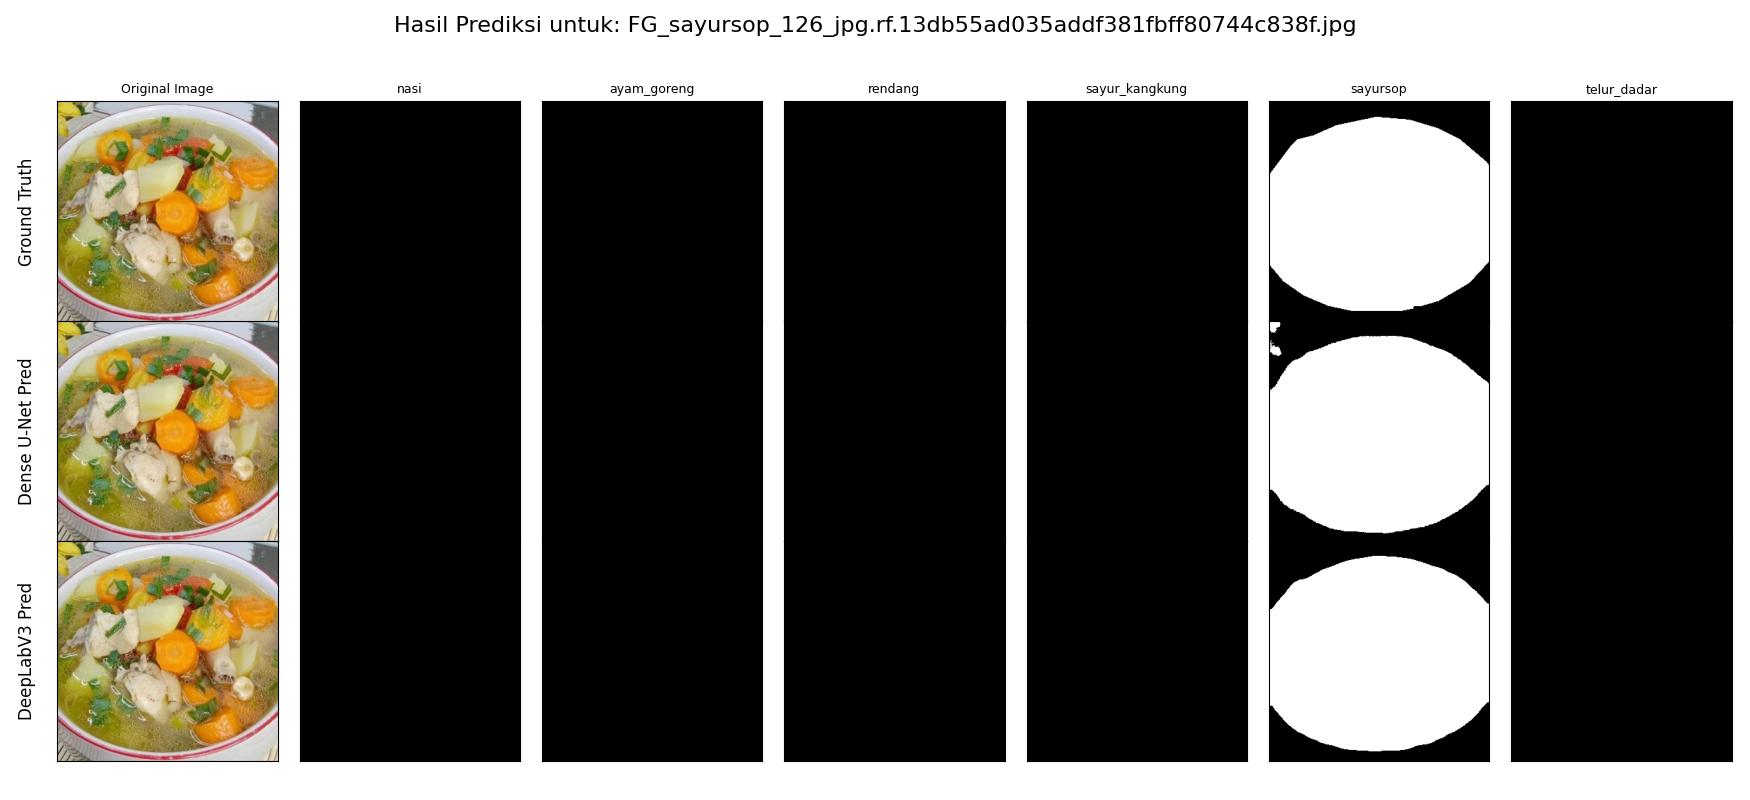 Hasil Prediksi untuk: FG_sayursop_126_jpg.rf.13db55ad035addf381fbff80744c838f.jpg
Original Image
nasi
ayam_goreng
rendang
sayur_kangkung
sayursop
telur_dadar
Ground Truth
Dense U-Net Pred
DeepLabV3 Pred